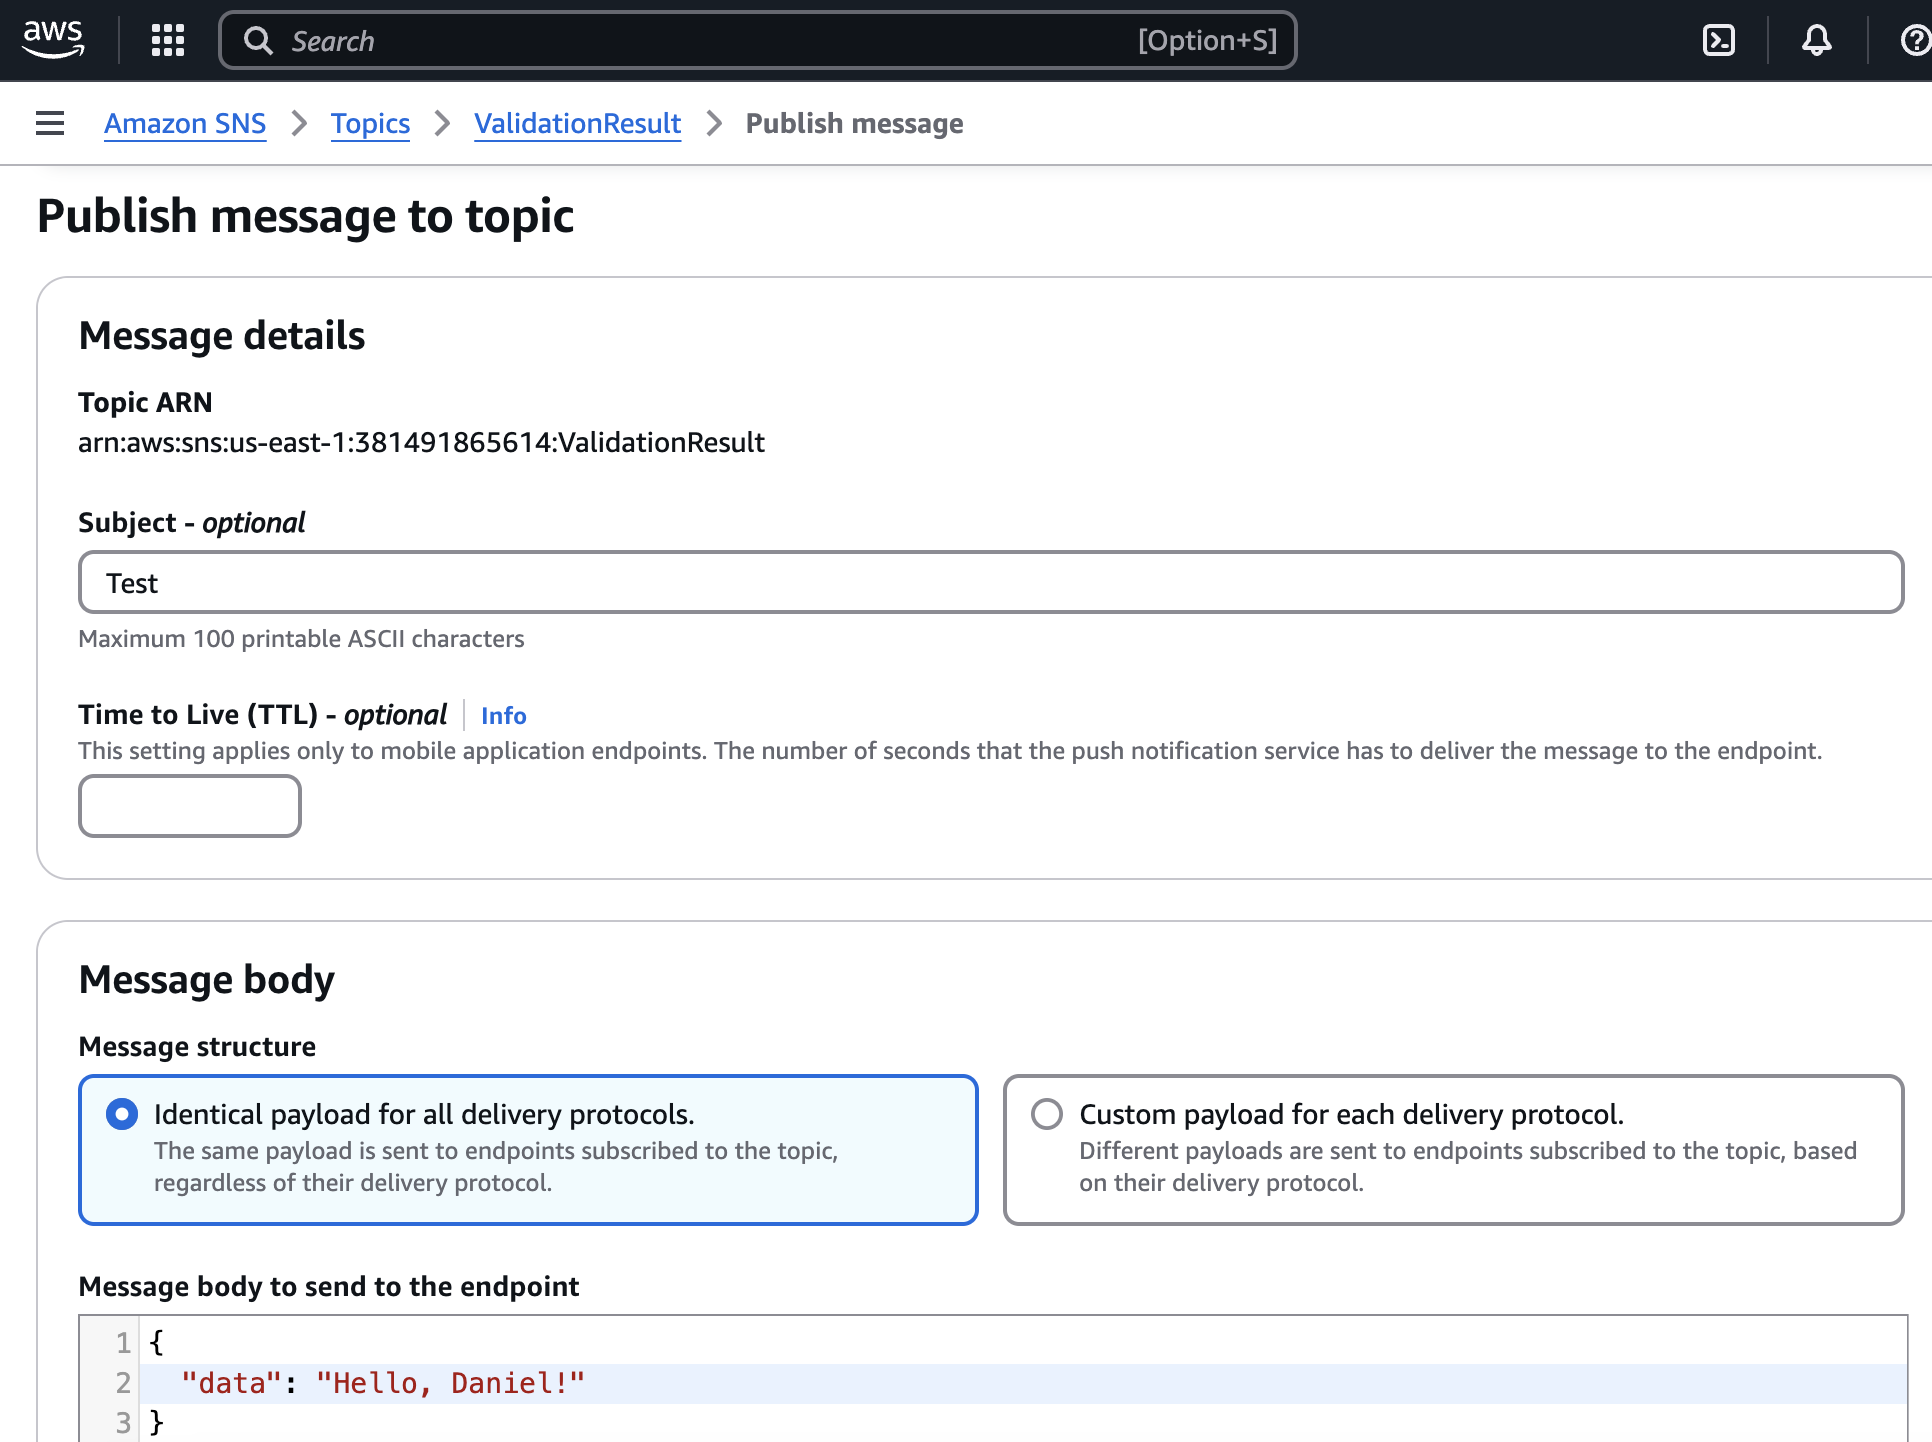 aws
Search [Option+S]
Amazon SNS > Topics > ValidationResult > Publish message
Publish message to topic
Message details
Topic ARN
arn:aws:sns:us-east-1:381491865614:ValidationResult
Subject - optional
Test
Maximum 100 printable ASCII characters
Time to Live (TTL) - optional Info
This setting applies only to mobile application endpoints. The number of seconds that the push notification service has to deliver the message to the endpoint.
Message body
Message structure
Identical payload for all delivery protocols.
The same payload is sent to endpoints subscribed to the topic,
regardless of their delivery protocol.
Custom payload for each delivery protocol.
Different payloads are sent to endpoints subscribed to the topic, based
on their delivery protocol.
Message body to send to the endpoint
1 {
2 "data": "Hello, Daniel!"
3 }